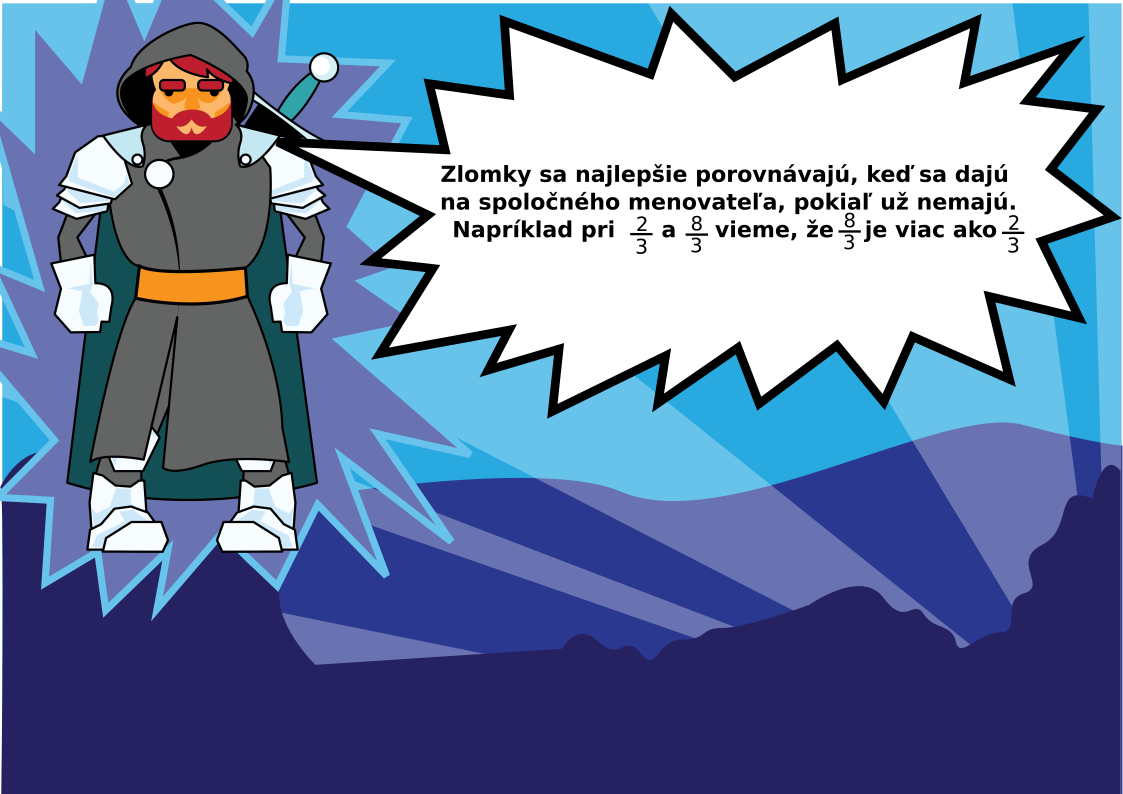 Zlomky sa najlepšie porovnávajú, keď sa dajú
na spoločného menovateľa, pokiaľ už nemajú.
Napríklad pri 2/3 a 8/3 vieme, že 8/3 je viac ako 2/3